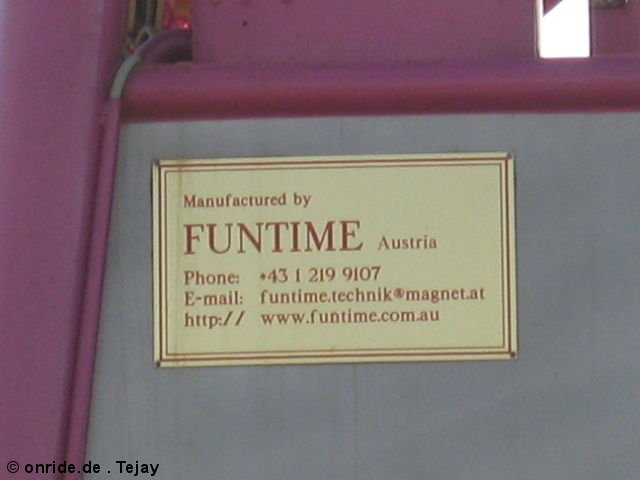 Manufactured by
FUNTIME Austria
Phone: +43 1 219 9107
E-mail: funtime.technik@magnet.at
http:// www.funtime.com.au
© onride.de . Tejay